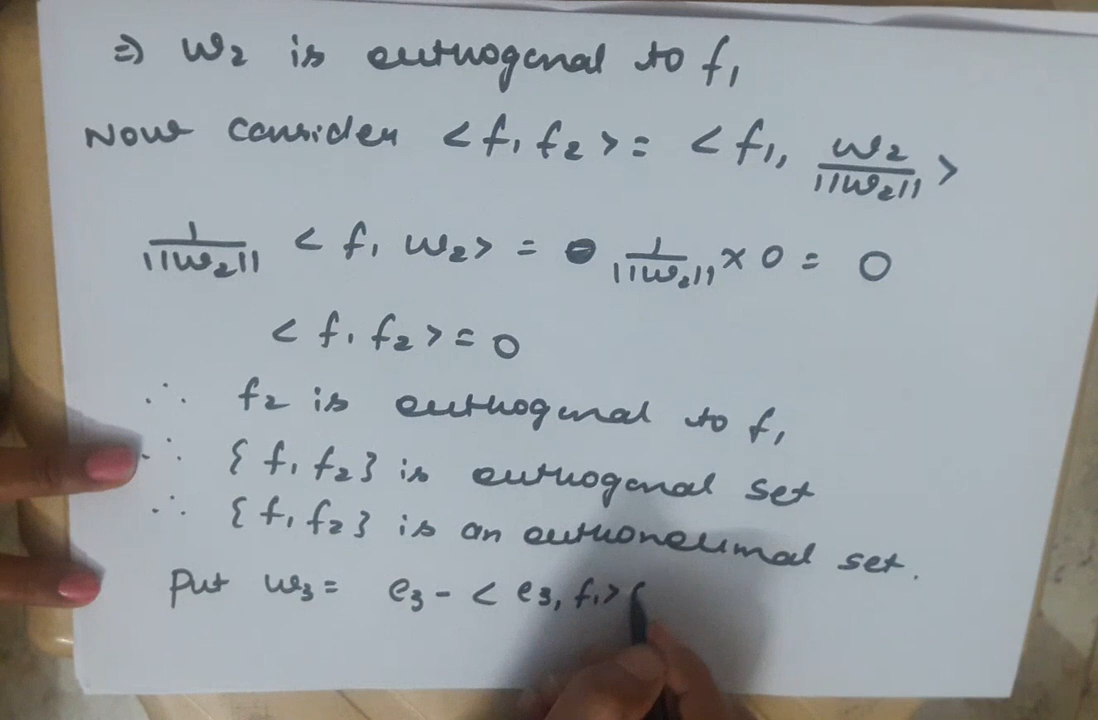 ⇒ w₂ is orthogonal to f₁
Now consider <f₁ f₂> = <f₁, w₂/||w₂||>
1/||w₂|| <f₁ w₂> = 1/||w₂|| × 0 = 0
<f₁ f₂> = 0
∴ f₂ is orthogonal to f₁
∴ {f₁ f₂} is orthogonal set
∴ {f₁ f₂} is an orthonormal set.
Put w₃ = e₃ - <e₃, f₁>